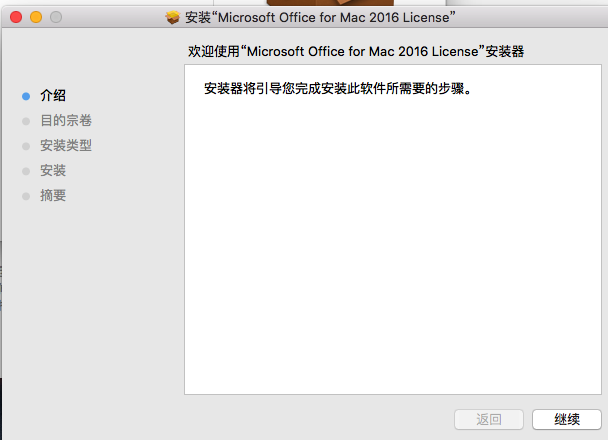 安装“Microsoft Office for Mac 2016 License”
欢迎使用“Microsoft Office for Mac 2016 License”安装器
安装器将引导您完成安装此软件所需要的步骤。
介绍
目的宗卷
安装类型
安装
摘要
返回
继续